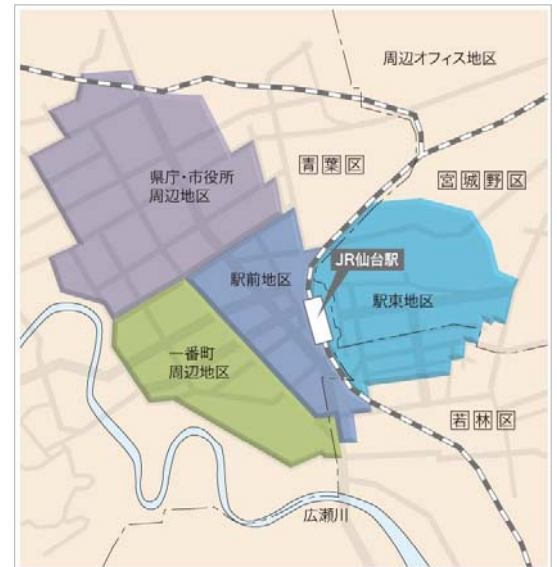 周辺オフィス地区
青葉区
宮城野区
県庁・市役所
周辺地区
JR仙台駅
駅前地区
駅東地区
一番町
周辺地区
若林区
広瀬川